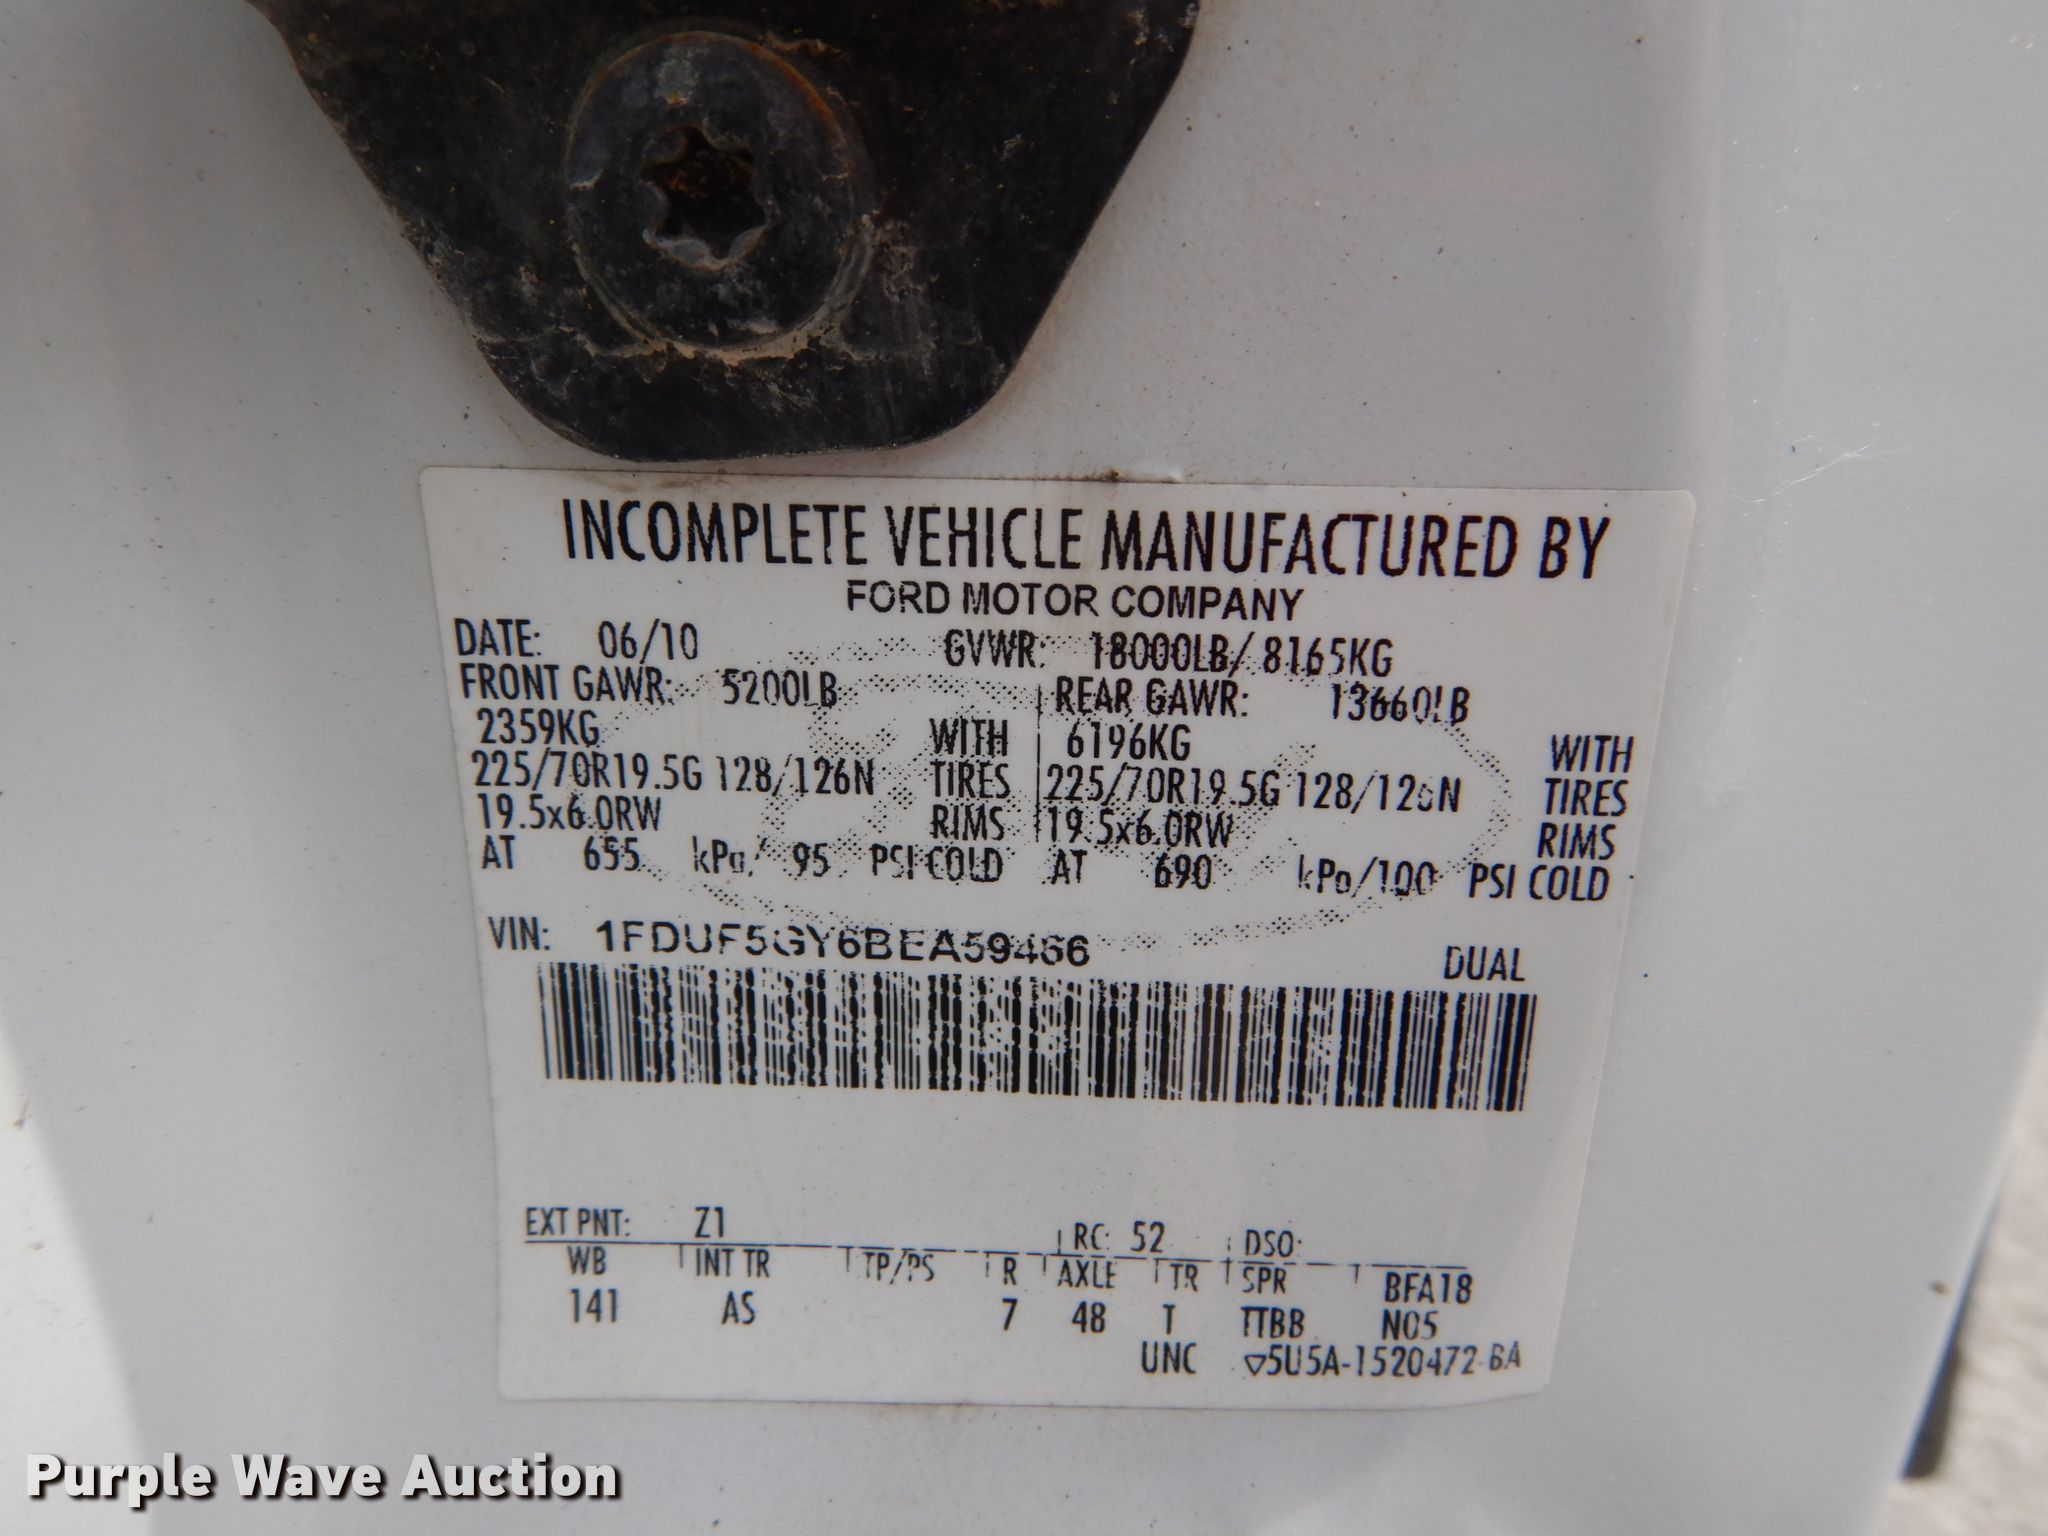 INCOMPLETE VEHICLE MANUFACTURED BY
FORD MOTOR COMPANY
DATE: 06/10 GVWR: 18000LB/ 8165KG
FRONT GAWR: 5200LB REAR GAWR: 13660LB
2359KG WITH 6196KG WITH
225/70R19.5G 128/126N TIRES 225/70R19.5G 128/126N TIRES
19.5x6.0RW RIMS 19.5x6.0RW RIMS
AT 655 kPa/ 95 PSI COLD AT 690 kPa/100 PSI COLD
VIN: 1FDUF5GY6BEA59466 DUAL
EXT PNT: Z1 RC: 52 DSO:
WB INT TR TP/PS R AXLE TR SPR BFA18
141 AS 7 48 T TTBB N05
UNC ▽5U5A-1520472-BA
Purple Wave Auction